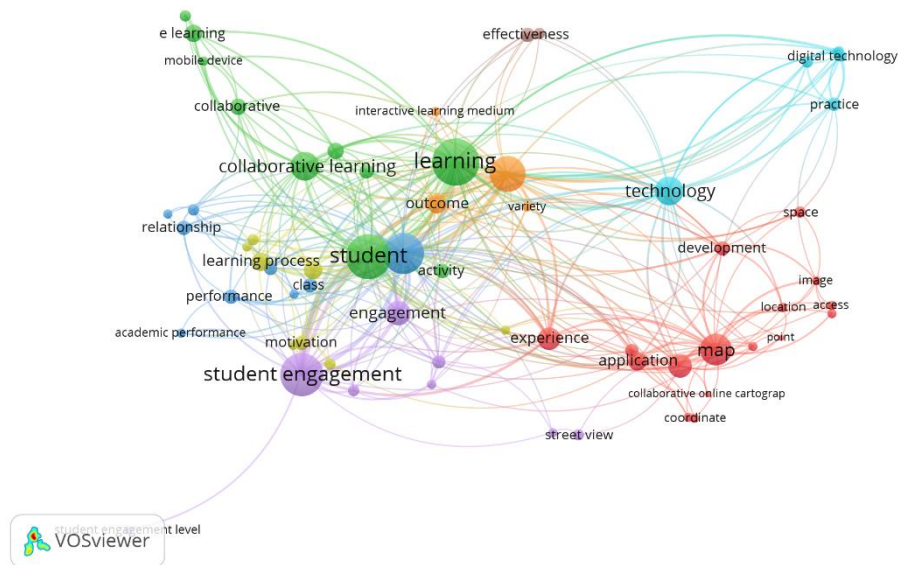 e learning
effectiveness
mobile device
digital technology
collaborative
interactive learning medium
practice
collaborative learning
learning
technology
outcome
variety
space
relationship
development
learning process
student
activity
class
image
performance
location
access
engagement
academic performance
motivation
experience
point
application
map
student engagement
collaborative online cartograp
coordinate
street view
student engagement level
VOSviewer